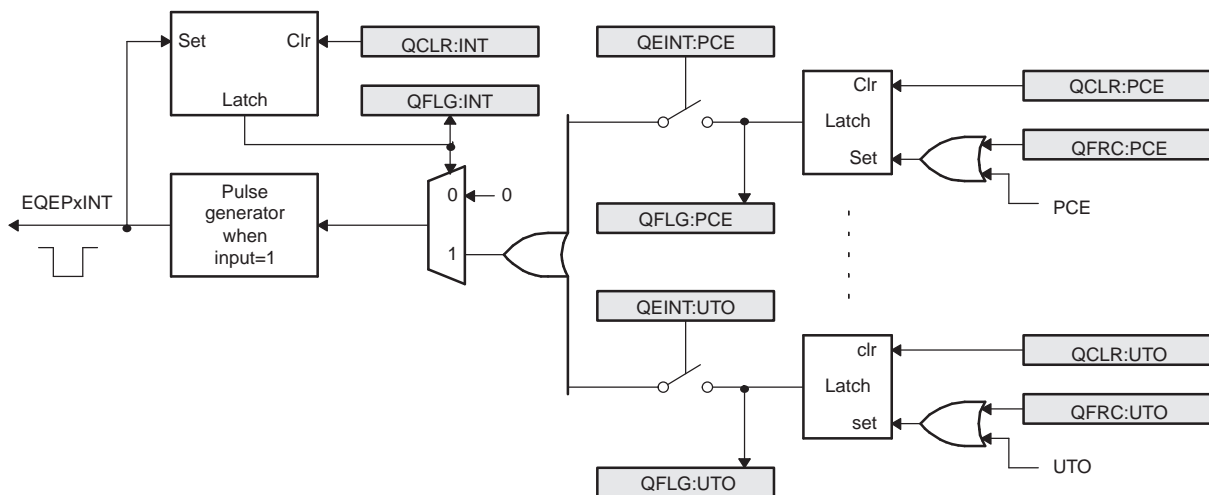 Set
Clr
Latch
QCLR:INT
QFLG:INT
EQEPxINT
Pulse
generator
when
input=1
0
0
1
QEINT:PCE
QFLG:PCE
Clr
Latch
Set
QCLR:PCE
QFRC:PCE
PCE
QEINT:UTO
QFLG:UTO
clr
Latch
set
QCLR:UTO
QFRC:UTO
UTO